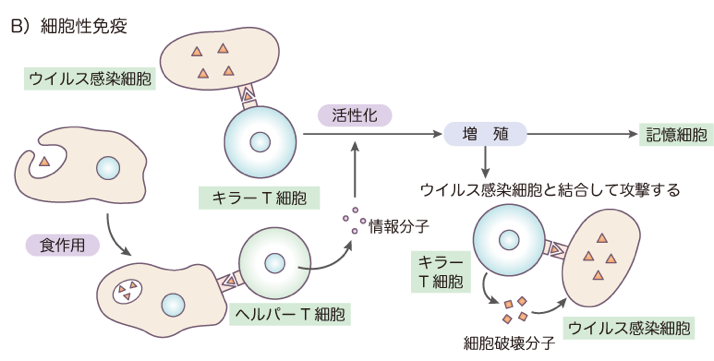 B）細胞性免疫
ウイルス感染細胞
活性化
増 殖
記憶細胞
キラーT細胞
ウイルス感染細胞と結合して攻撃する
情報分子
食作用
キラー
T細胞
ヘルパーT細胞
ウイルス感染細胞
細胞破壊分子